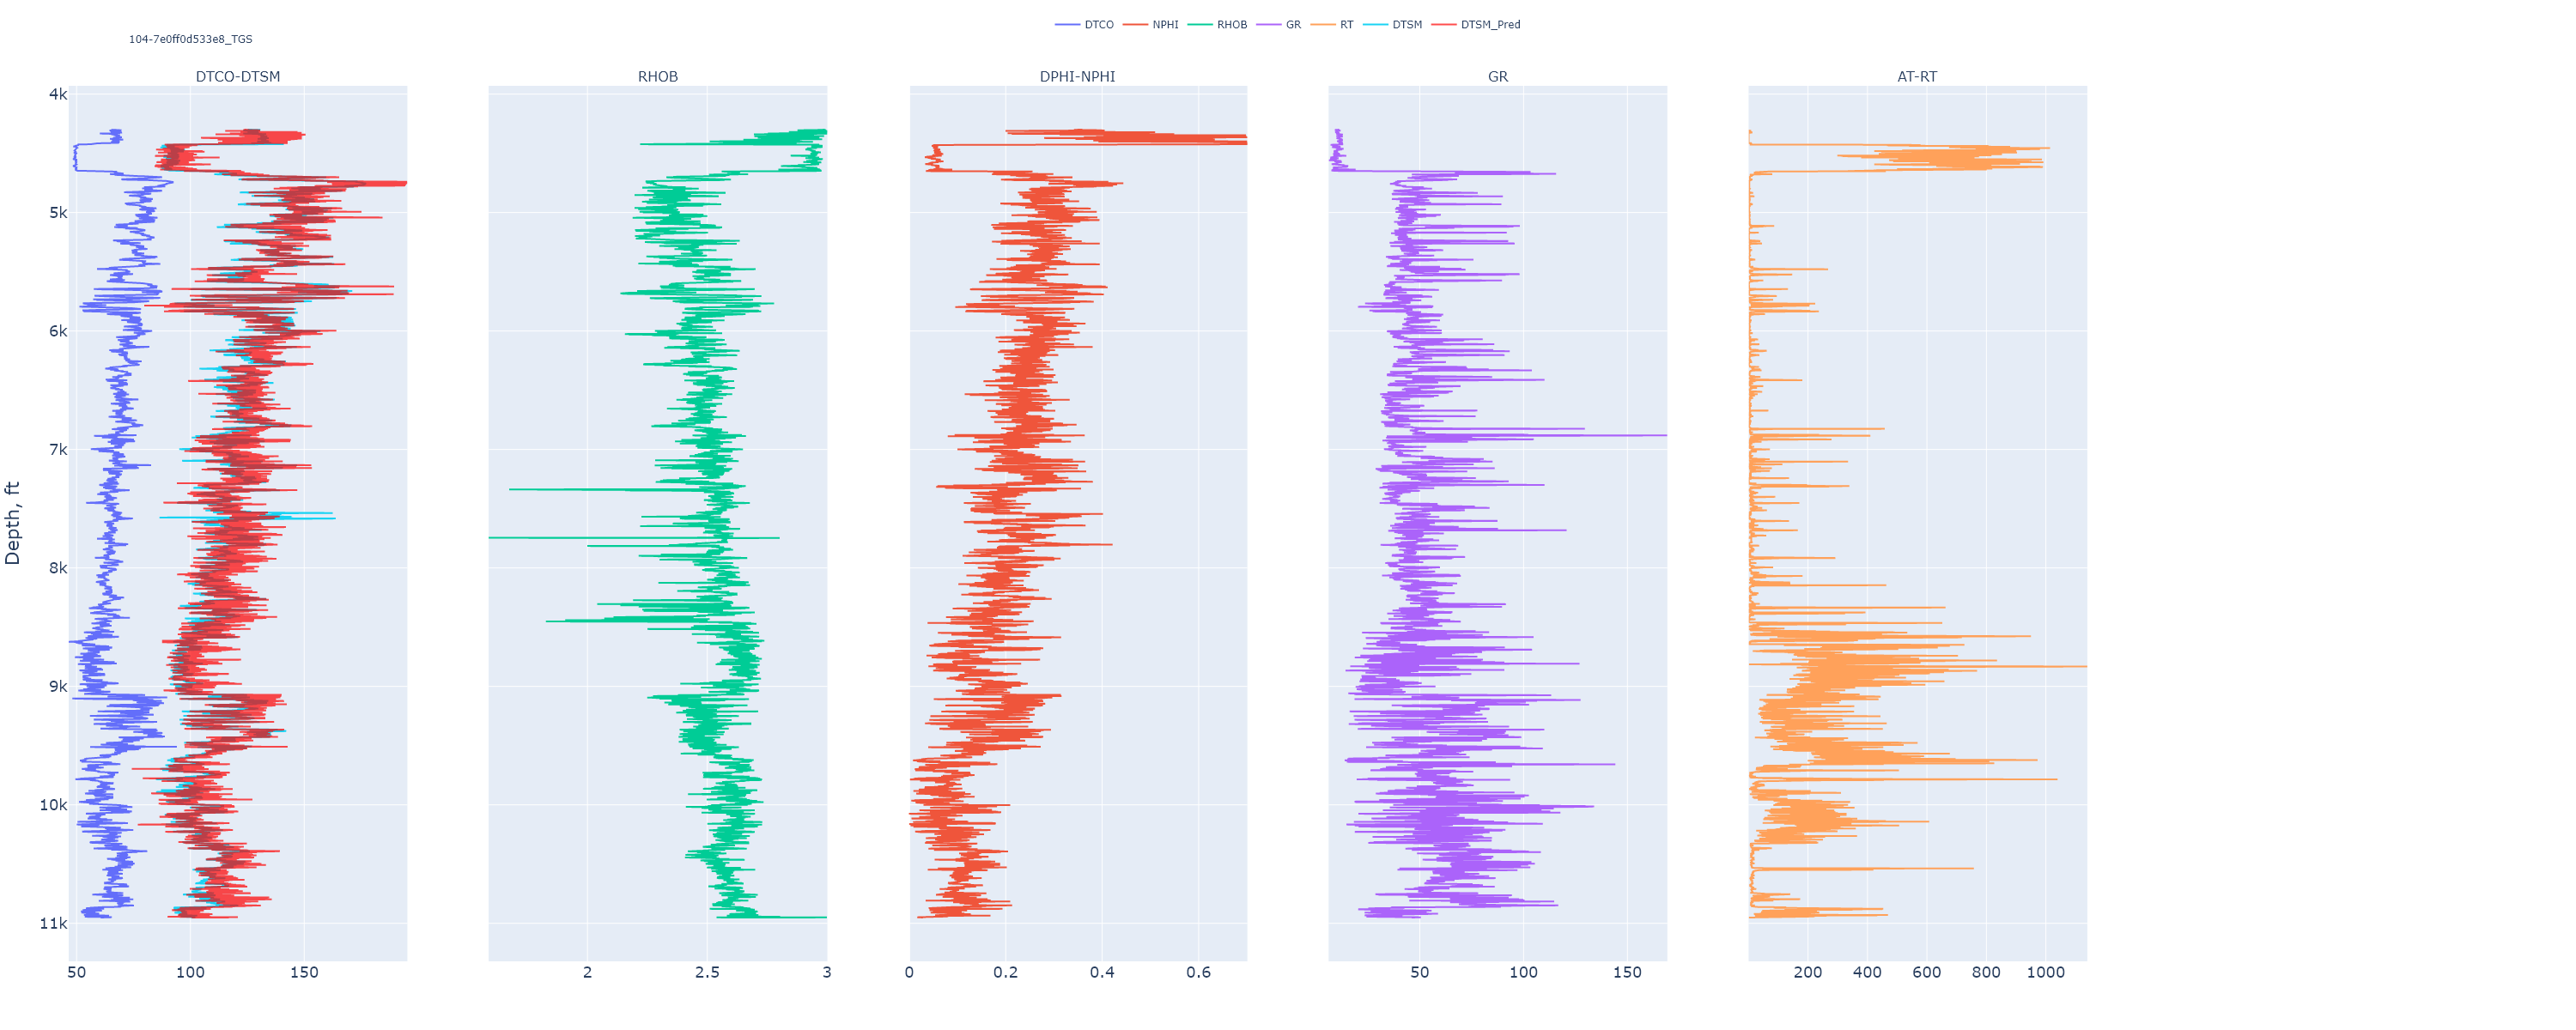 DTCO NPHI RHOB GR RT DTSM DTSM_Pred
104-7e0ff0d533e8_TGS
DTCO-DTSM RHOB DPHI-NPHI GR AT-RT
4k
5k
6k
7k
8k
9k
10k
11k
Depth, ft
50 100 150 2 2.5 3 0 0.2 0.4 0.6 50 100 150 200 400 600 800 1000